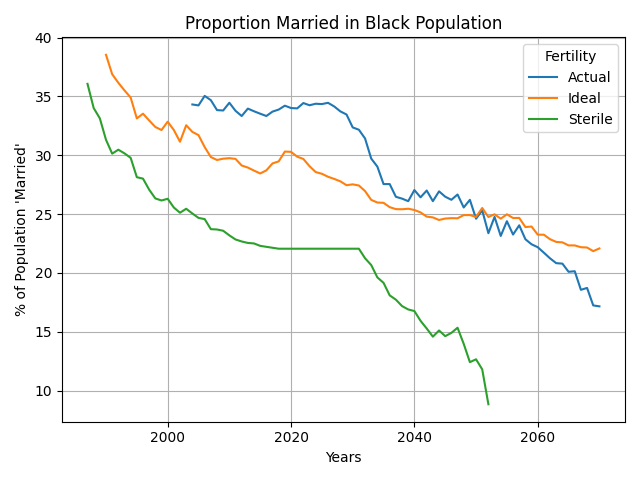 Proportion Married in Black Population
% of Population 'Married'
40
35
30
25
20
15
10
Fertility
Actual
Ideal
Sterile
2000
2020
2040
2060
Years